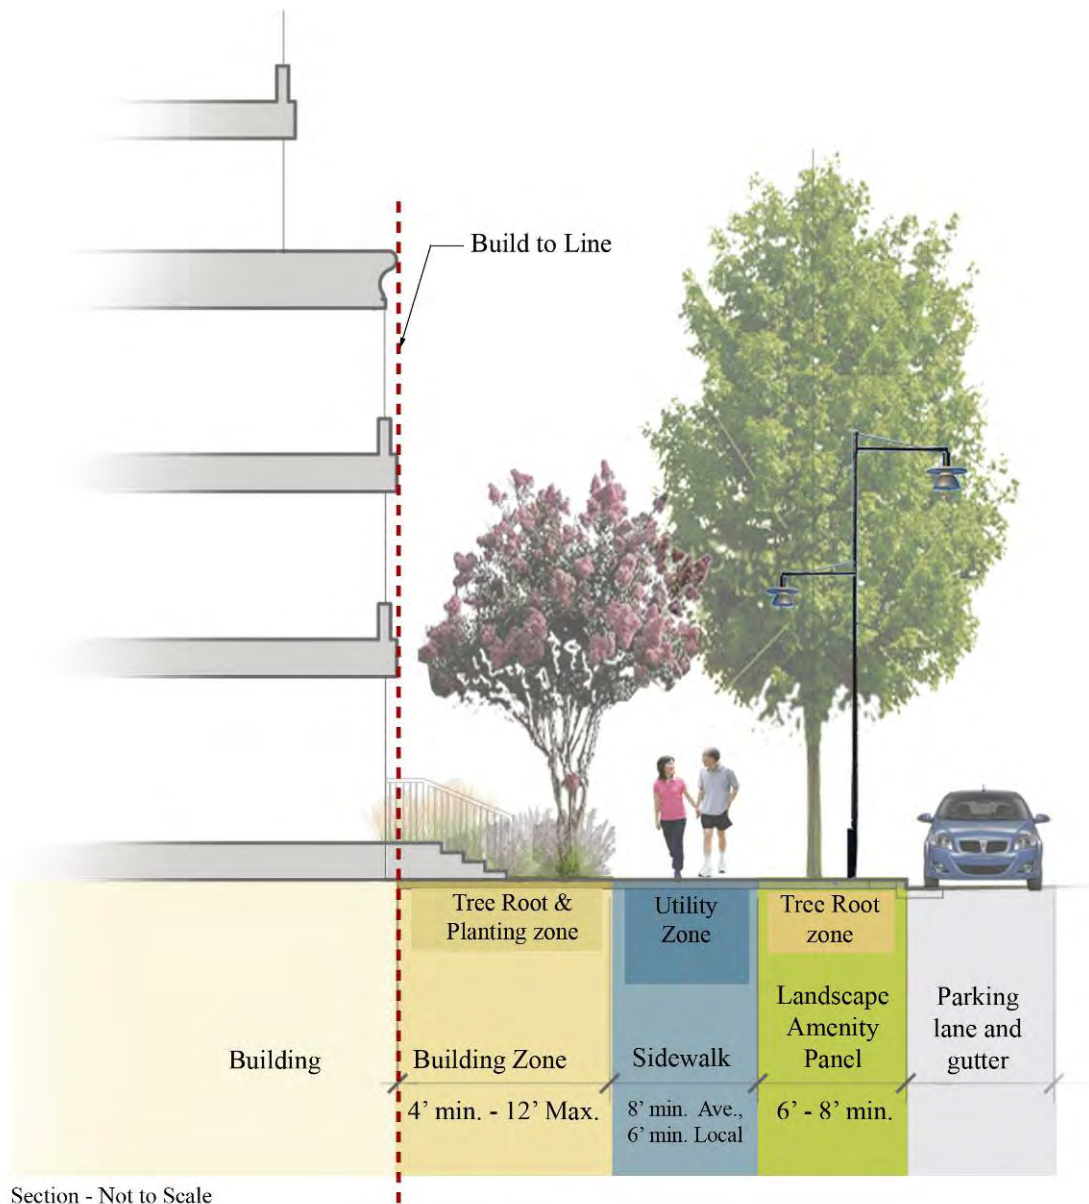 Build to Line
Tree Root &
Planting zone
Utility
Zone
Tree Root
zone
Landscape
Amenity
Panel
Parking
lane and
gutter
Building
Building Zone
Sidewalk
4’ min. - 12’ Max.
8’ min. Ave.,
6’ min. Local
6’ - 8’ min.
Section - Not to Scale